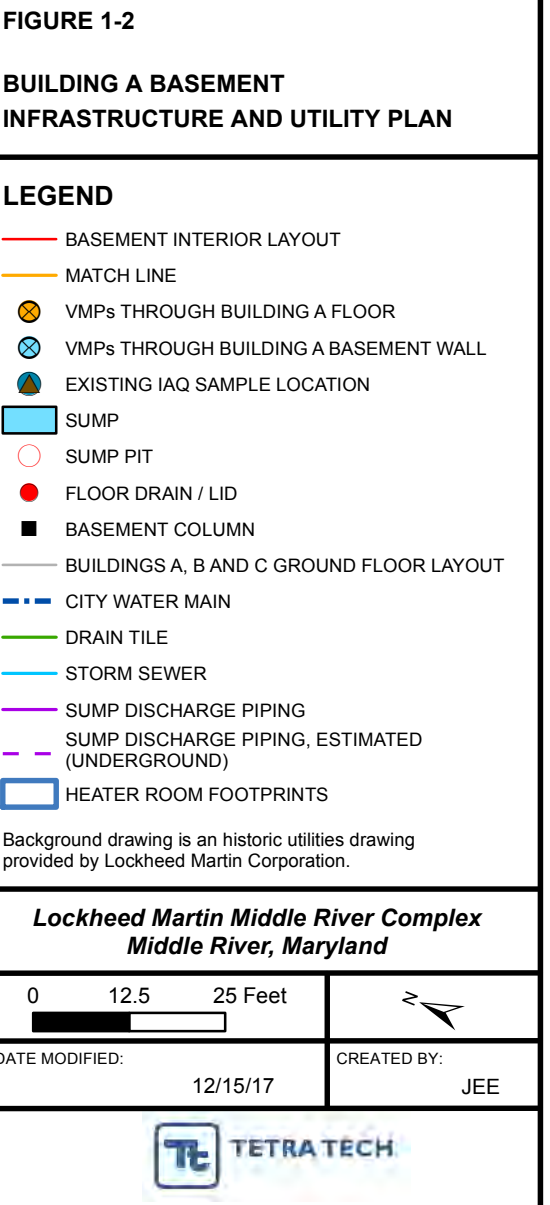 FIGURE 1-2
BUILDING A BASEMENT
INFRASTRUCTURE AND UTILITY PLAN
LEGEND
BASEMENT INTERIOR LAYOUT
MATCH LINE
VMPs THROUGH BUILDING A FLOOR
VMPs THROUGH BUILDING A BASEMENT WALL
EXISTING IAQ SAMPLE LOCATION
SUMP
SUMP PIT
FLOOR DRAIN / LID
BASEMENT COLUMN
BUILDINGS A, B AND C GROUND FLOOR LAYOUT
CITY WATER MAIN
DRAIN TILE
STORM SEWER
SUMP DISCHARGE PIPING
SUMP DISCHARGE PIPING, ESTIMATED
(UNDERGROUND)
HEATER ROOM FOOTPRINTS
Background drawing is an historic utilities drawing
provided by Lockheed Martin Corporation.
Lockheed Martin Middle River Complex
Middle River, Maryland
0 12.5 25 Feet
N
DATE MODIFIED:
12/15/17
CREATED BY:
JEE
Tt TETRA TECH